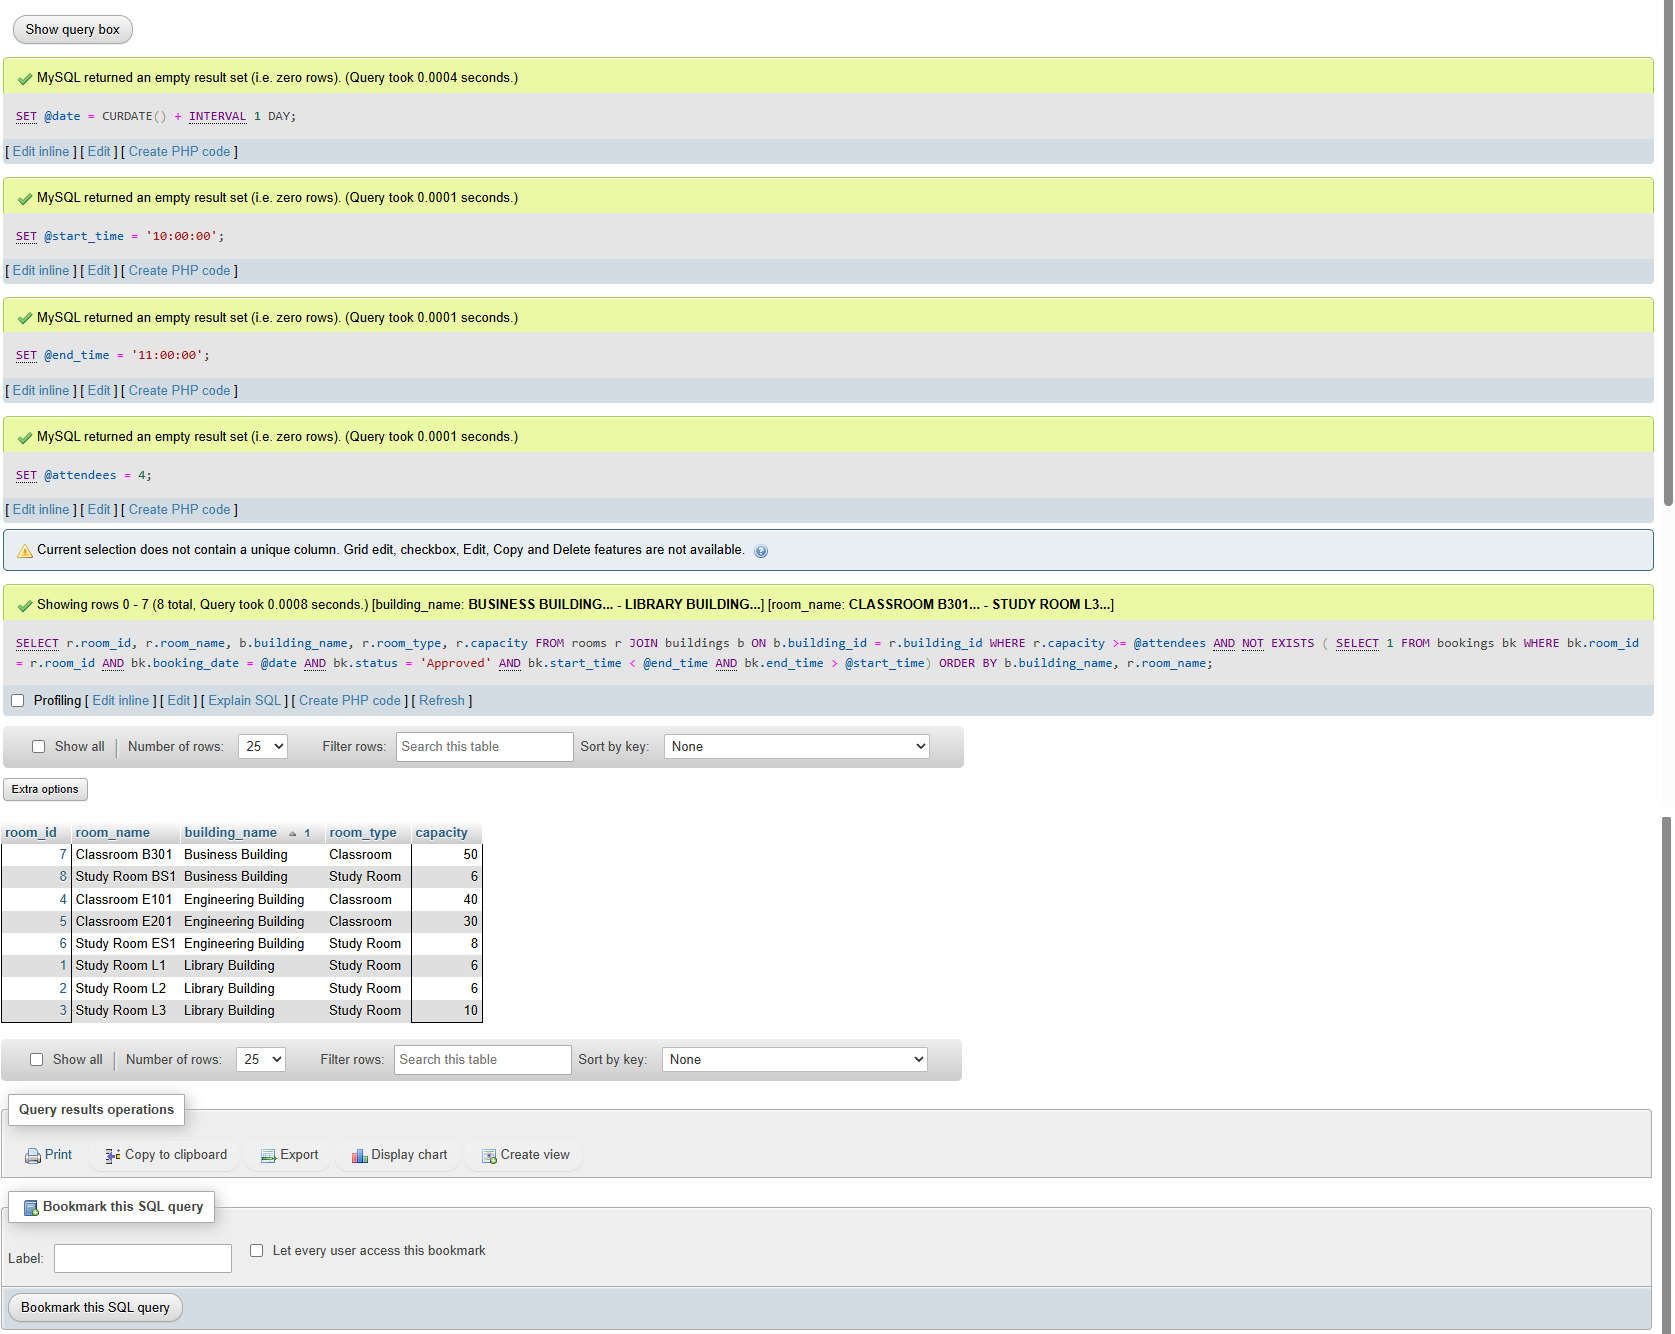 Show query box
MySQL returned an empty result set (i.e. zero rows). (Query took 0.0004 seconds.)
SET @date = CURDATE() + INTERVAL 1 DAY;
[ Edit inline ] [ Edit ] [ Create PHP code ]
MySQL returned an empty result set (i.e. zero rows). (Query took 0.0001 seconds.)
SET @start_time = '10:00:00';
[ Edit inline ] [ Edit ] [ Create PHP code ]
MySQL returned an empty result set (i.e. zero rows). (Query took 0.0001 seconds.)
SET @end_time = '11:00:00';
[ Edit inline ] [ Edit ] [ Create PHP code ]
MySQL returned an empty result set (i.e. zero rows). (Query took 0.0001 seconds.)
SET @attendees = 4;
[ Edit inline ] [ Edit ] [ Create PHP code ]
Current selection does not contain a unique column. Grid edit, checkbox, Edit, Copy and Delete features are not available.
Showing rows 0 - 7 (8 total, Query took 0.0008 seconds.) [building_name: BUSINESS BUILDING... - LIBRARY BUILDING...] [room_name: CLASSROOM B301... - STUDY ROOM L3...]
SELECT r.room_id, r.room_name, b.building_name, r.room_type, r.capacity FROM rooms r JOIN buildings b ON b.building_id = r.building_id WHERE r.capacity >= @attendees AND NOT EXISTS ( SELECT 1 FROM bookings bk WHERE bk.room_id
= r.room_id AND bk.booking_date = @date AND bk.status = 'Approved' AND bk.start_time < @end_time AND bk.end_time > @start_time) ORDER BY b.building_name, r.room_name;
Profiling [ Edit inline ] [ Edit ] [ Explain SQL ] [ Create PHP code ] [ Refresh ]
Show all Number of rows: 25 Filter rows: Search this table Sort by key: None
Extra options
room_id room_name building_name 1 room_type capacity
7 Classroom B301 Business Building Classroom 50
8 Study Room BS1 Business Building Study Room 6
4 Classroom E101 Engineering Building Classroom 40
5 Classroom E201 Engineering Building Classroom 30
6 Study Room ES1 Engineering Building Study Room 8
1 Study Room L1 Library Building Study Room 6
2 Study Room L2 Library Building Study Room 6
3 Study Room L3 Library Building Study Room 10
Show all Number of rows: 25 Filter rows: Search this table Sort by key: None
Query results operations
Print Copy to clipboard Export Display chart Create view
Bookmark this SQL query
Label: Let every user access this bookmark
Bookmark this SQL query